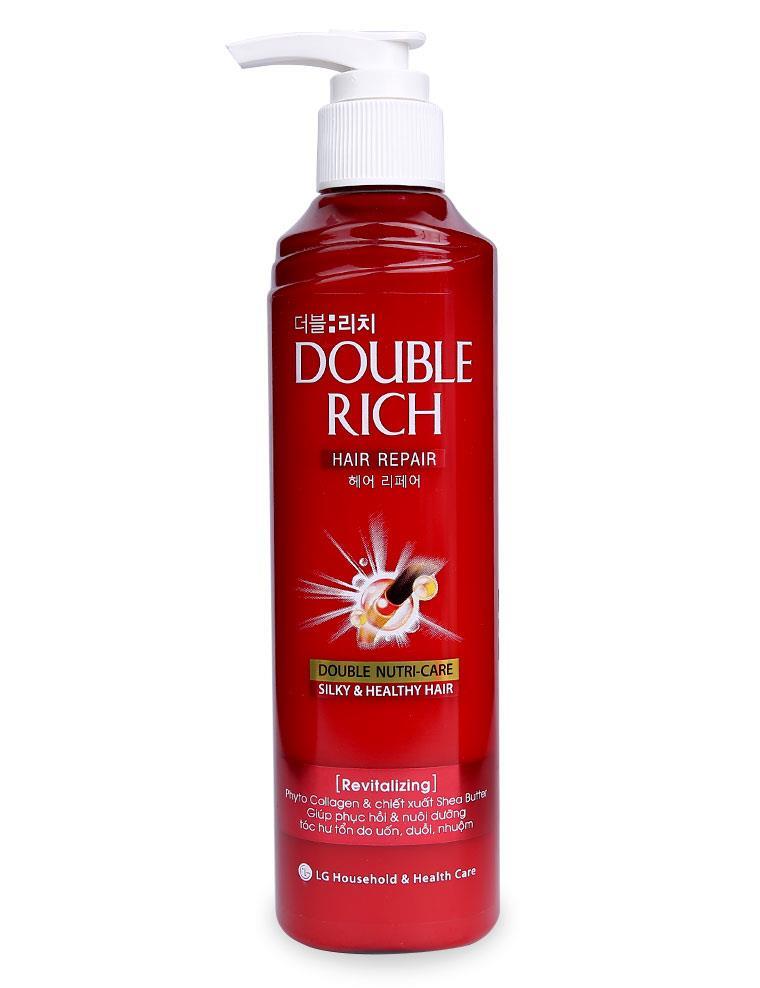 더블:리치
DOUBLE
RICH
HAIR REPAIR
헤어 리페어
DOUBLE NUTRI-CARE
SILKY & HEALTHY HAIR
[Revitalizing]
Phyto Collagen & chiết xuất Shea Butter
Giúp phục hồi & nuôi dưỡng
tóc hư tổn do uốn, duỗi, nhuộm
LG Household & Health Care